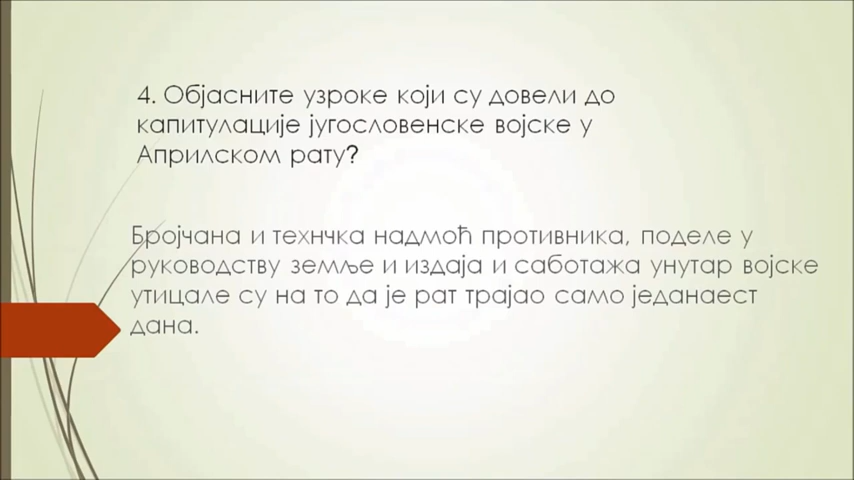 4. Објасните узроке који су довели до
капитулације југословенске војске у
Априлском рату?
Бројчана и технчка надмоћ противника, поделе у
руководству земље и издаја и саботажа унутар војске
утицале су на то да је рат трајао само једанаест
дана.